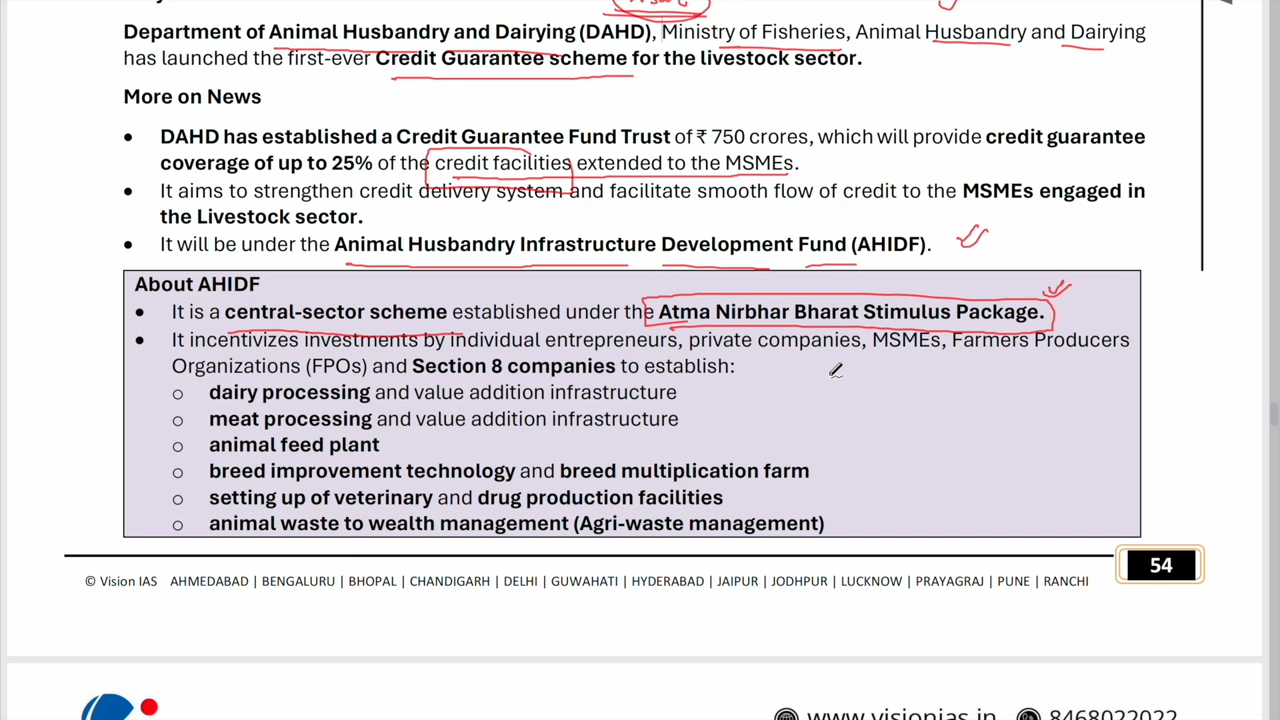 Department of Animal Husbandry and Dairying (DAHD), Ministry of Fisheries, Animal Husbandry and Dairying
has launched the first-ever Credit Guarantee scheme for the livestock sector.
More on News
• DAHD has established a Credit Guarantee Fund Trust of ₹ 750 crores, which will provide credit guarantee
coverage of up to 25% of the credit facilities extended to the MSMEs.
• It aims to strengthen credit delivery system and facilitate smooth flow of credit to the MSMEs engaged in
the Livestock sector.
• It will be under the Animal Husbandry Infrastructure Development Fund (AHIDF).
About AHIDF
• It is a central-sector scheme established under the Atma Nirbhar Bharat Stimulus Package.
• It incentivizes investments by individual entrepreneurs, private companies, MSMEs, Farmers Producers
Organizations (FPOs) and Section 8 companies to establish:
o dairy processing and value addition infrastructure
o meat processing and value addition infrastructure
o animal feed plant
o breed improvement technology and breed multiplication farm
o setting up of veterinary and drug production facilities
o animal waste to wealth management (Agri-waste management)
54
© Vision IAS AHMEDABAD | BENGALURU | BHOPAL | CHANDIGARH | DELHI | GUWAHATI | HYDERABAD | JAIPUR | JODHPUR | LUCKNOW | PRAYAGRAJ | PUNE | RANCHI
www.visionias.in 8468022022